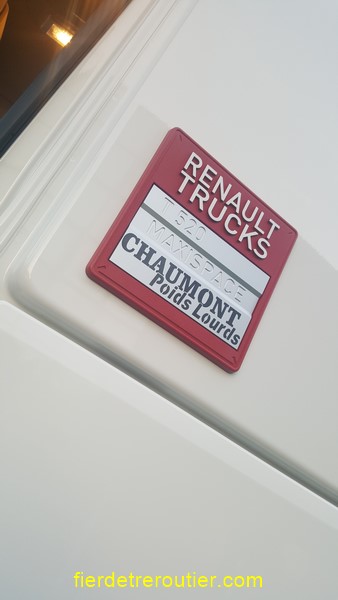 RENAULT
TRUCKS
T 520
MAXISPACE
CHAUMONT
Poids Lourds
fierdetreroutier.com